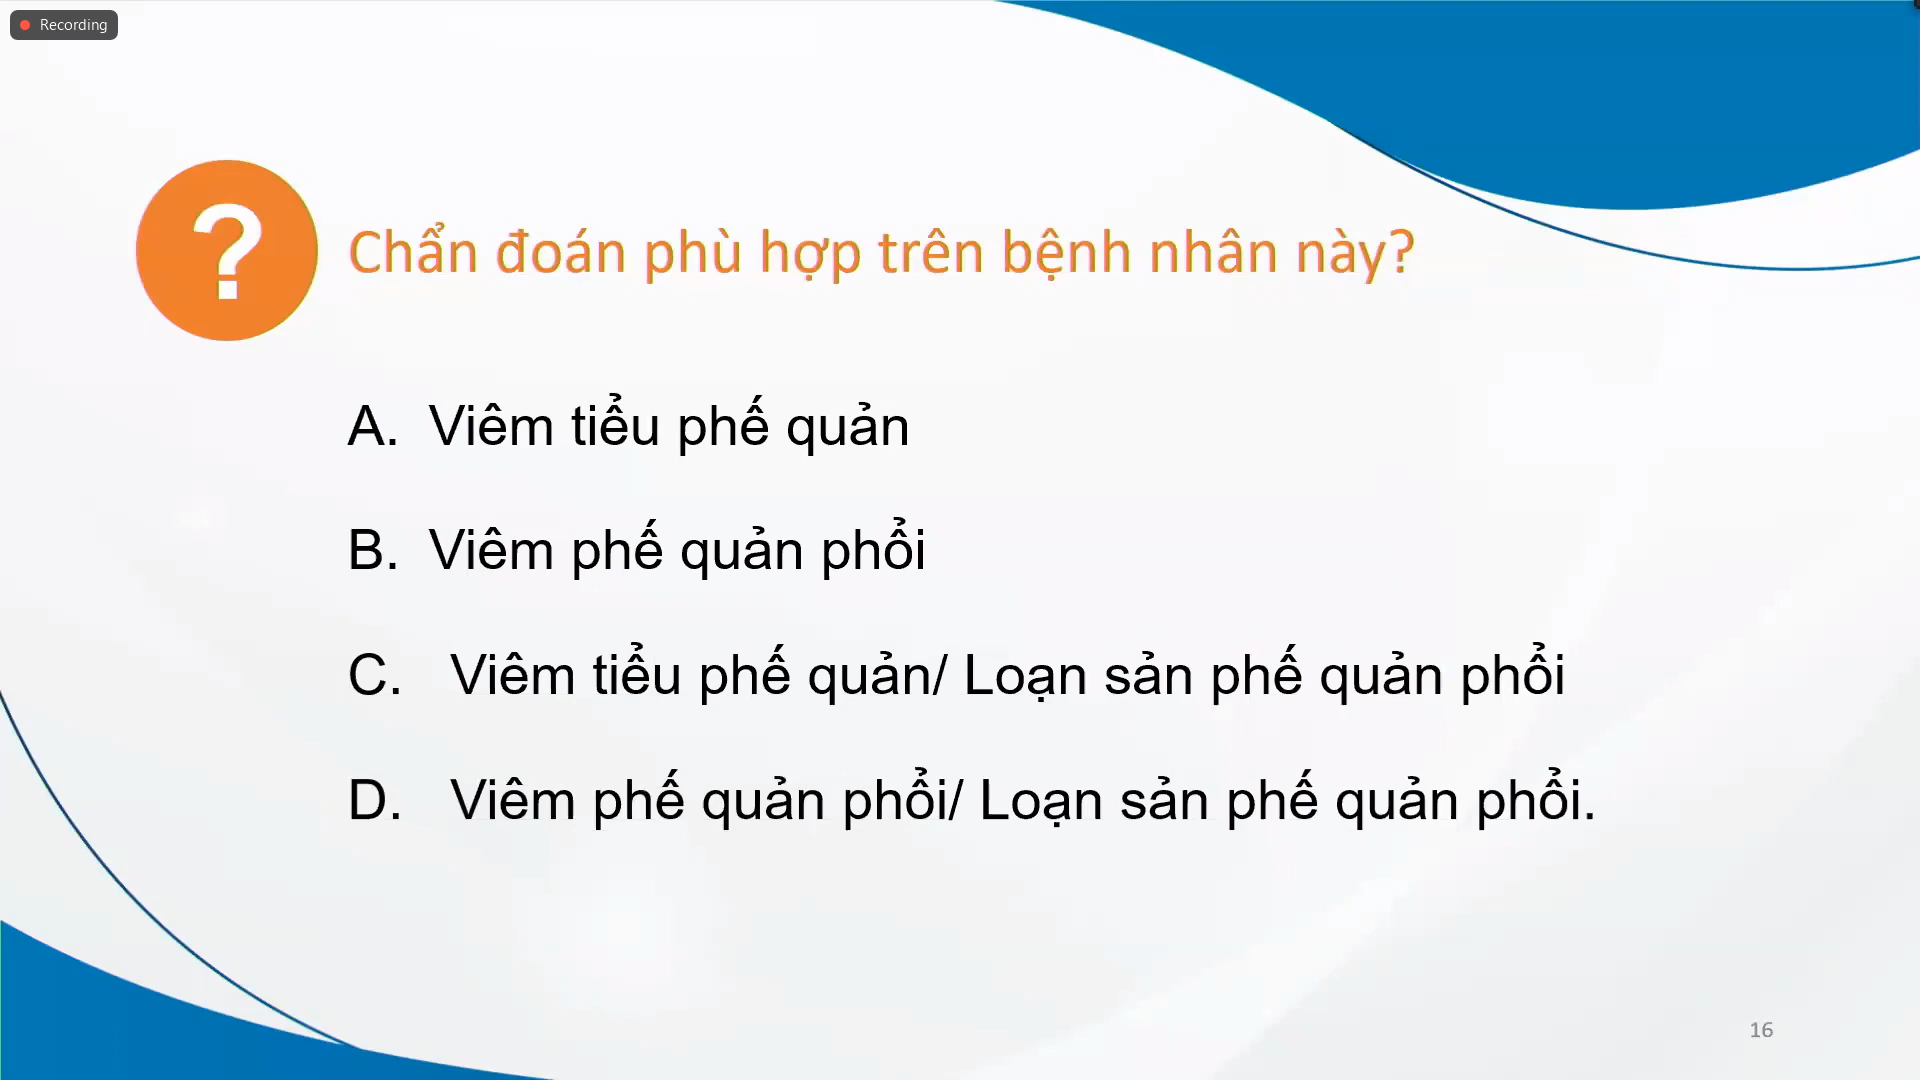 Recording
?
Chẩn đoán phù hợp trên bệnh nhân này?
A. Viêm tiểu phế quản
B. Viêm phế quản phổi
C. Viêm tiểu phế quản/ Loạn sản phế quản phổi
D. Viêm phế quản phổi/ Loạn sản phế quản phổi.
16